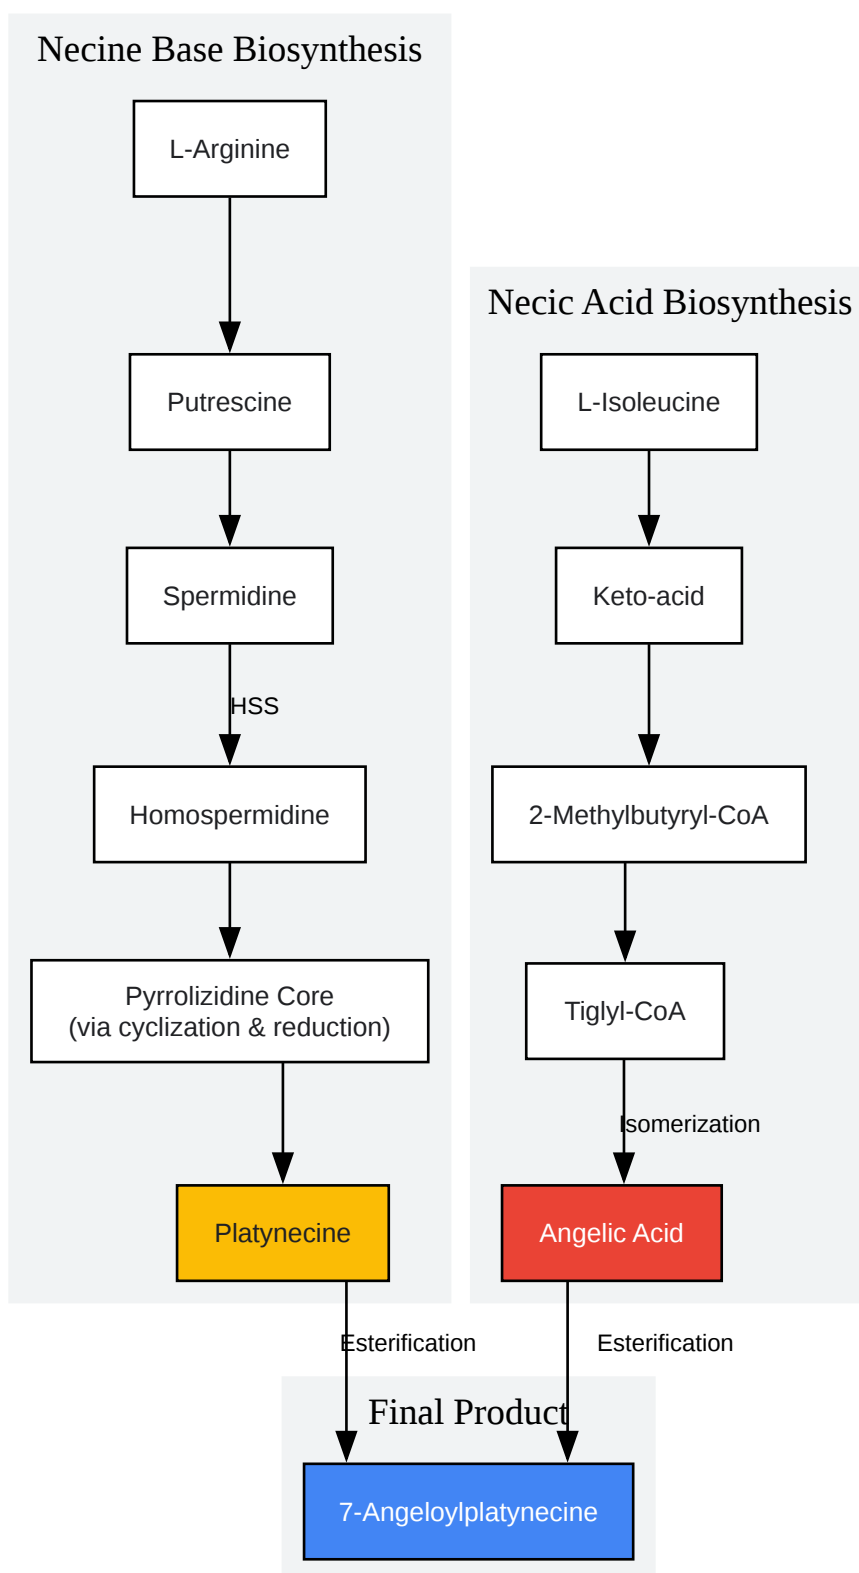 Necine Base Biosynthesis
L-Arginine
Putrescine
Spermidine
HSS
Homospermidine
Pyrrolizidine Core
(via cyclization & reduction)
Platynecine
Esterification
Necic Acid Biosynthesis
L-Isoleucine
Keto-acid
2-Methylbutyryl-CoA
Tiglyl-CoA
Isomerization
Angelic Acid
Esterification
Final Product
7-Angeloylplatynecine